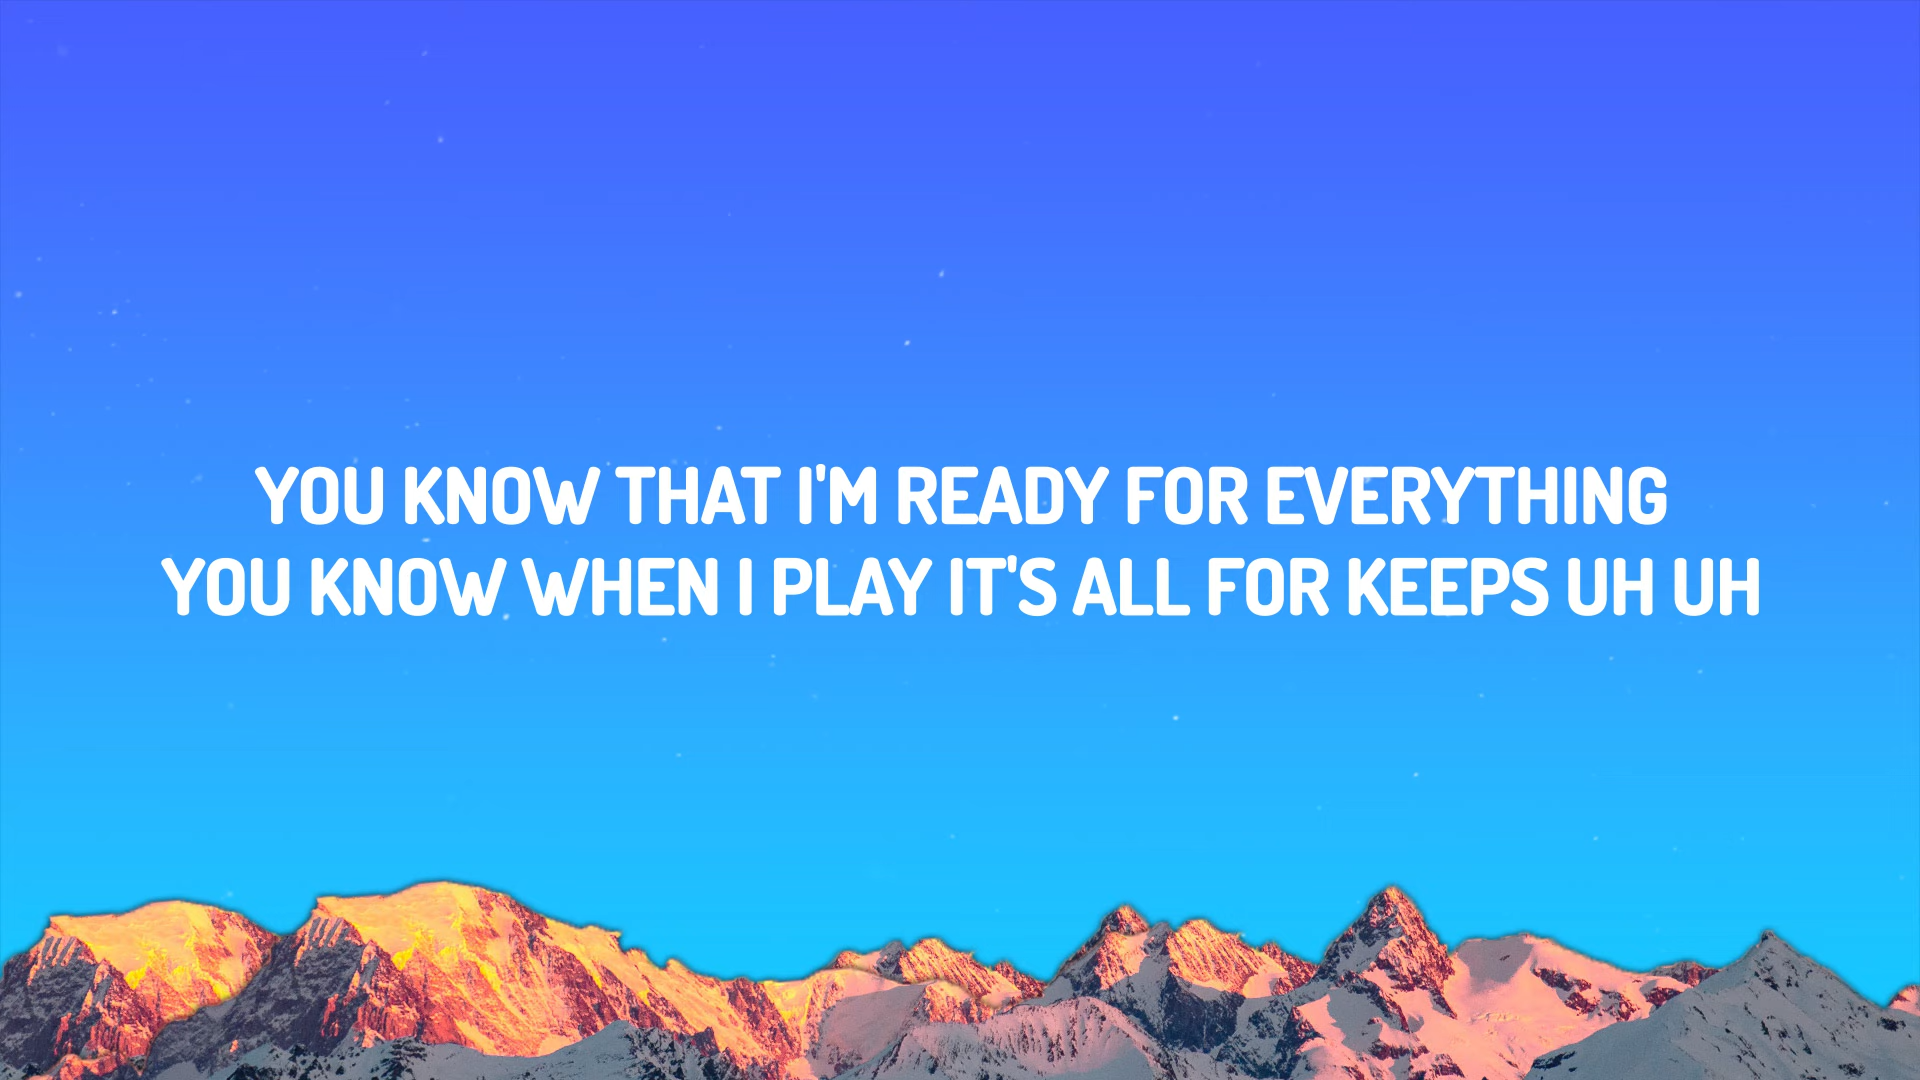 YOU KNOW THAT I'M READY FOR EVERYTHING
YOU KNOW WHEN I PLAY IT'S ALL FOR KEEPS UH UH